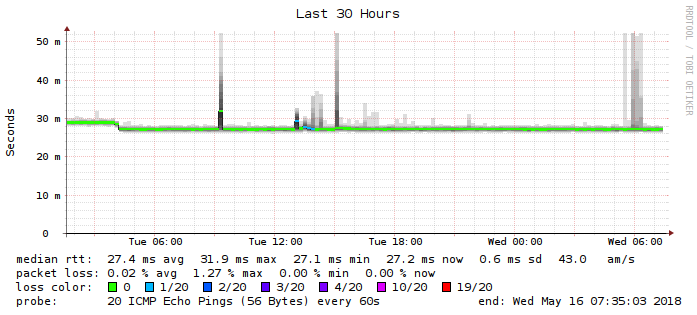 Last 30 Hours
RRDTOOL / TOBI OETIKER
Seconds
50 m
40 m
30 m
20 m
10 m
0
Tue 06:00 Tue 12:00 Tue 18:00 Wed 00:00 Wed 06:00
median rtt: 27.4 ms avg 31.9 ms max 27.1 ms min 27.2 ms now 0.6 ms sd 43.0 am/s
packet loss: 0.02 % avg 1.27 % max 0.00 % min 0.00 % now
loss color: 0 1/20 2/20 3/20 4/20 10/20 19/20
probe: 20 ICMP Echo Pings (56 Bytes) every 60s end: Wed May 16 07:35:03 2018